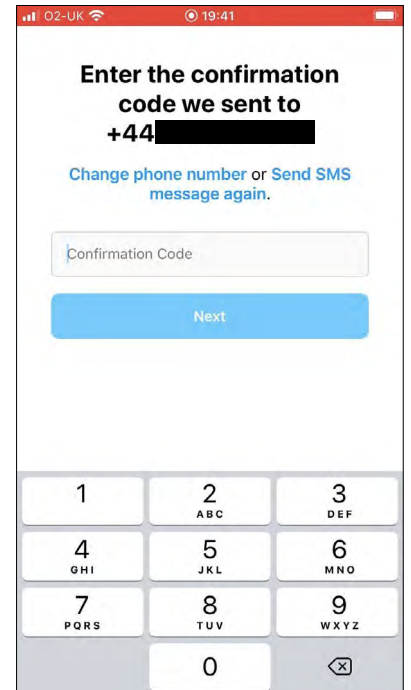 O2-UK 19:41
Enter the confirmation
code we sent to
+44
Change phone number or Send SMS
message again.
Confirmation Code
Next
1 2 3
ABC DEF
4 5 6
GHI JKL MNO
7 8 9
PQRS TUV WXYZ
0